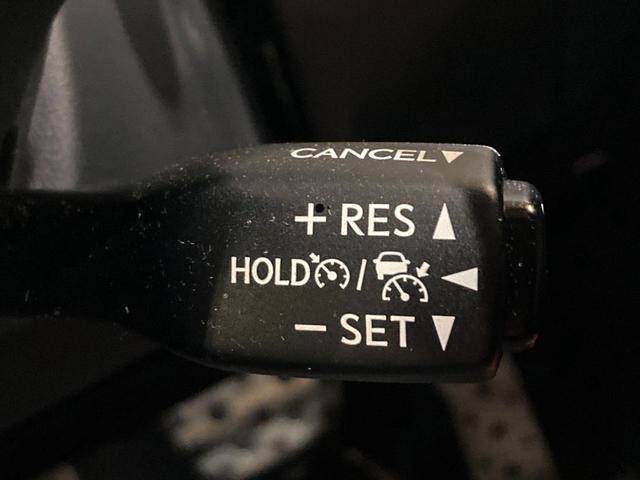 CANCEL▼
+ RES ▲
HOLD / ◀
− SET ▼